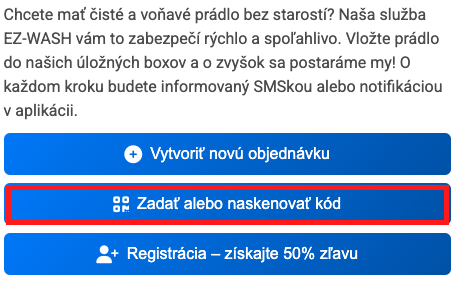 Chcete mať čisté a voňavé prádlo bez starostí? Naša služba
EZ-WASH vám to zabezpečí rýchlo a spoľahlivo. Vložte prádlo
do našich úložných boxov a o zvyšok sa postaráme my! O
každom kroku budete informovaný SMSkou alebo notifikáciou
v aplikácii.
Vytvoriť novú objednávku
Zadať alebo naskenovať kód
Registrácia – získajte 50% zľavu